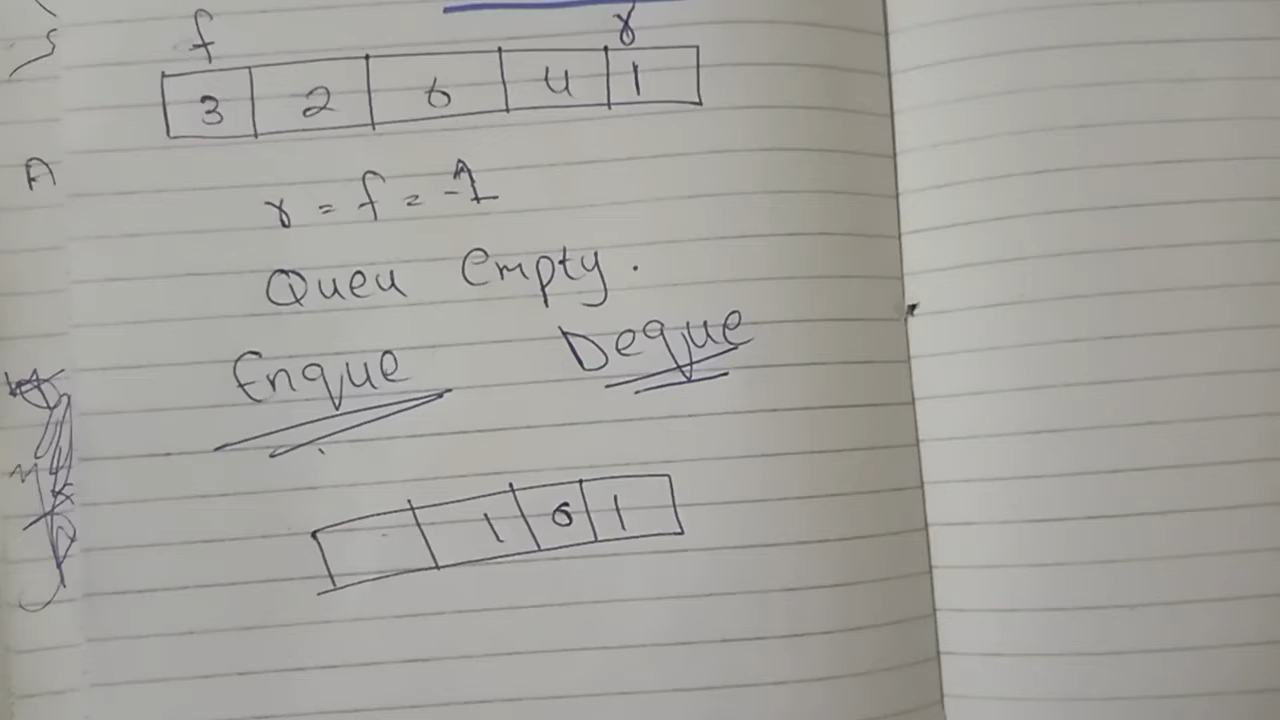 f r
3 2 6 4 1
A
r = f = -1
Queu Empty.
Enque Deque
1 6 1